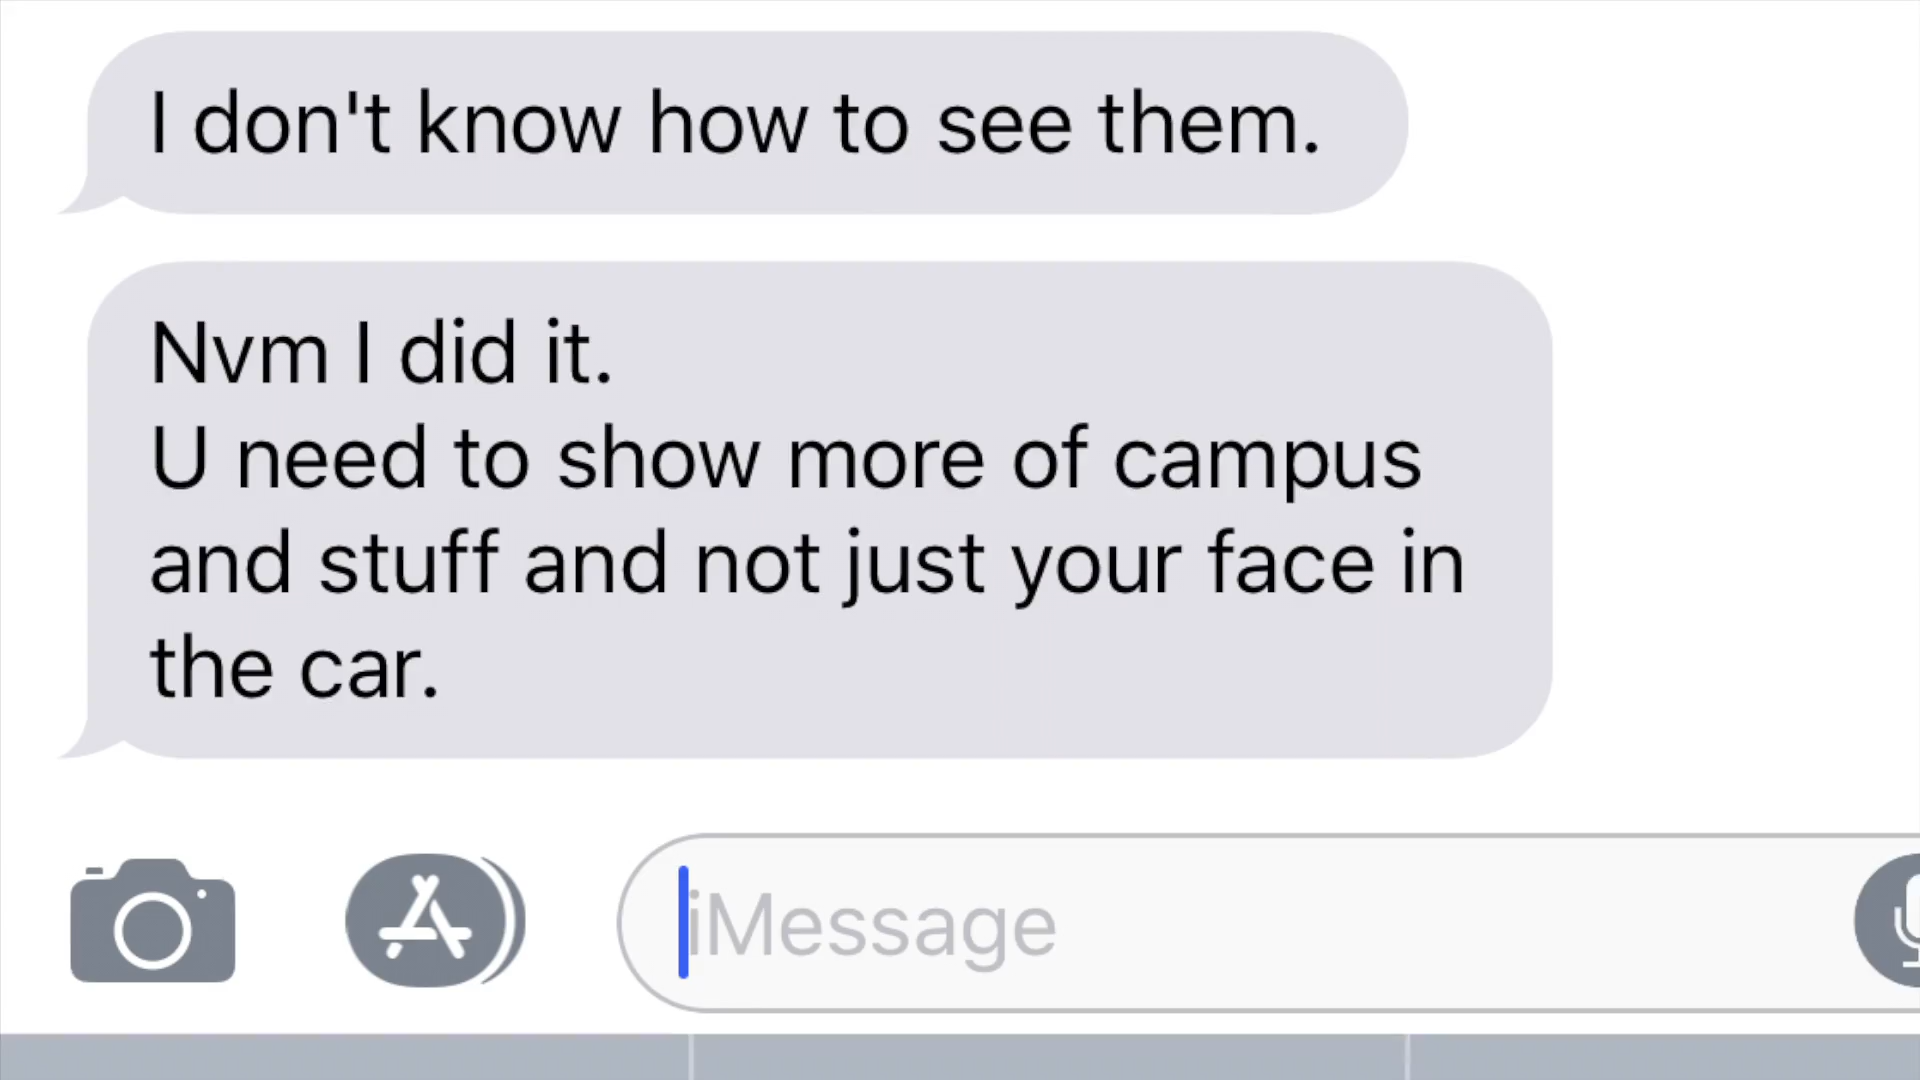 I don't know how to see them.
Nvm I did it.
U need to show more of campus
and stuff and not just your face in
the car.
iMessage